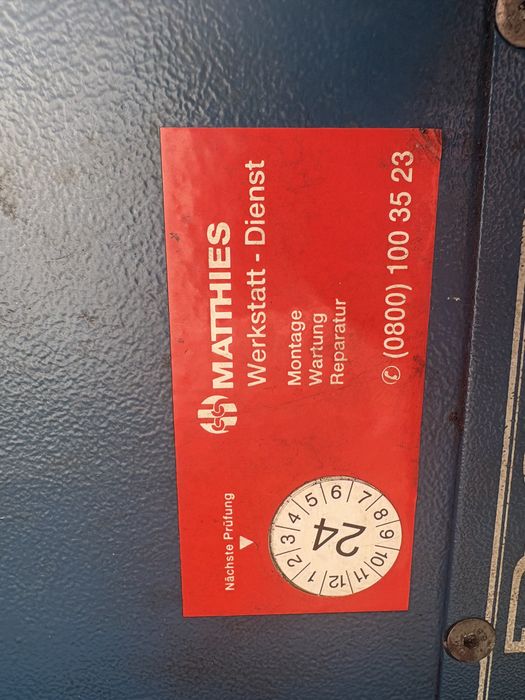 MATTHIES
Werkstatt - Dienst
Montage
Wartung
Reparatur
✆ (0800) 100 35 23
Nächste Prüfung
1 2 3 4 5 6 7 8 9 10 11 12
24